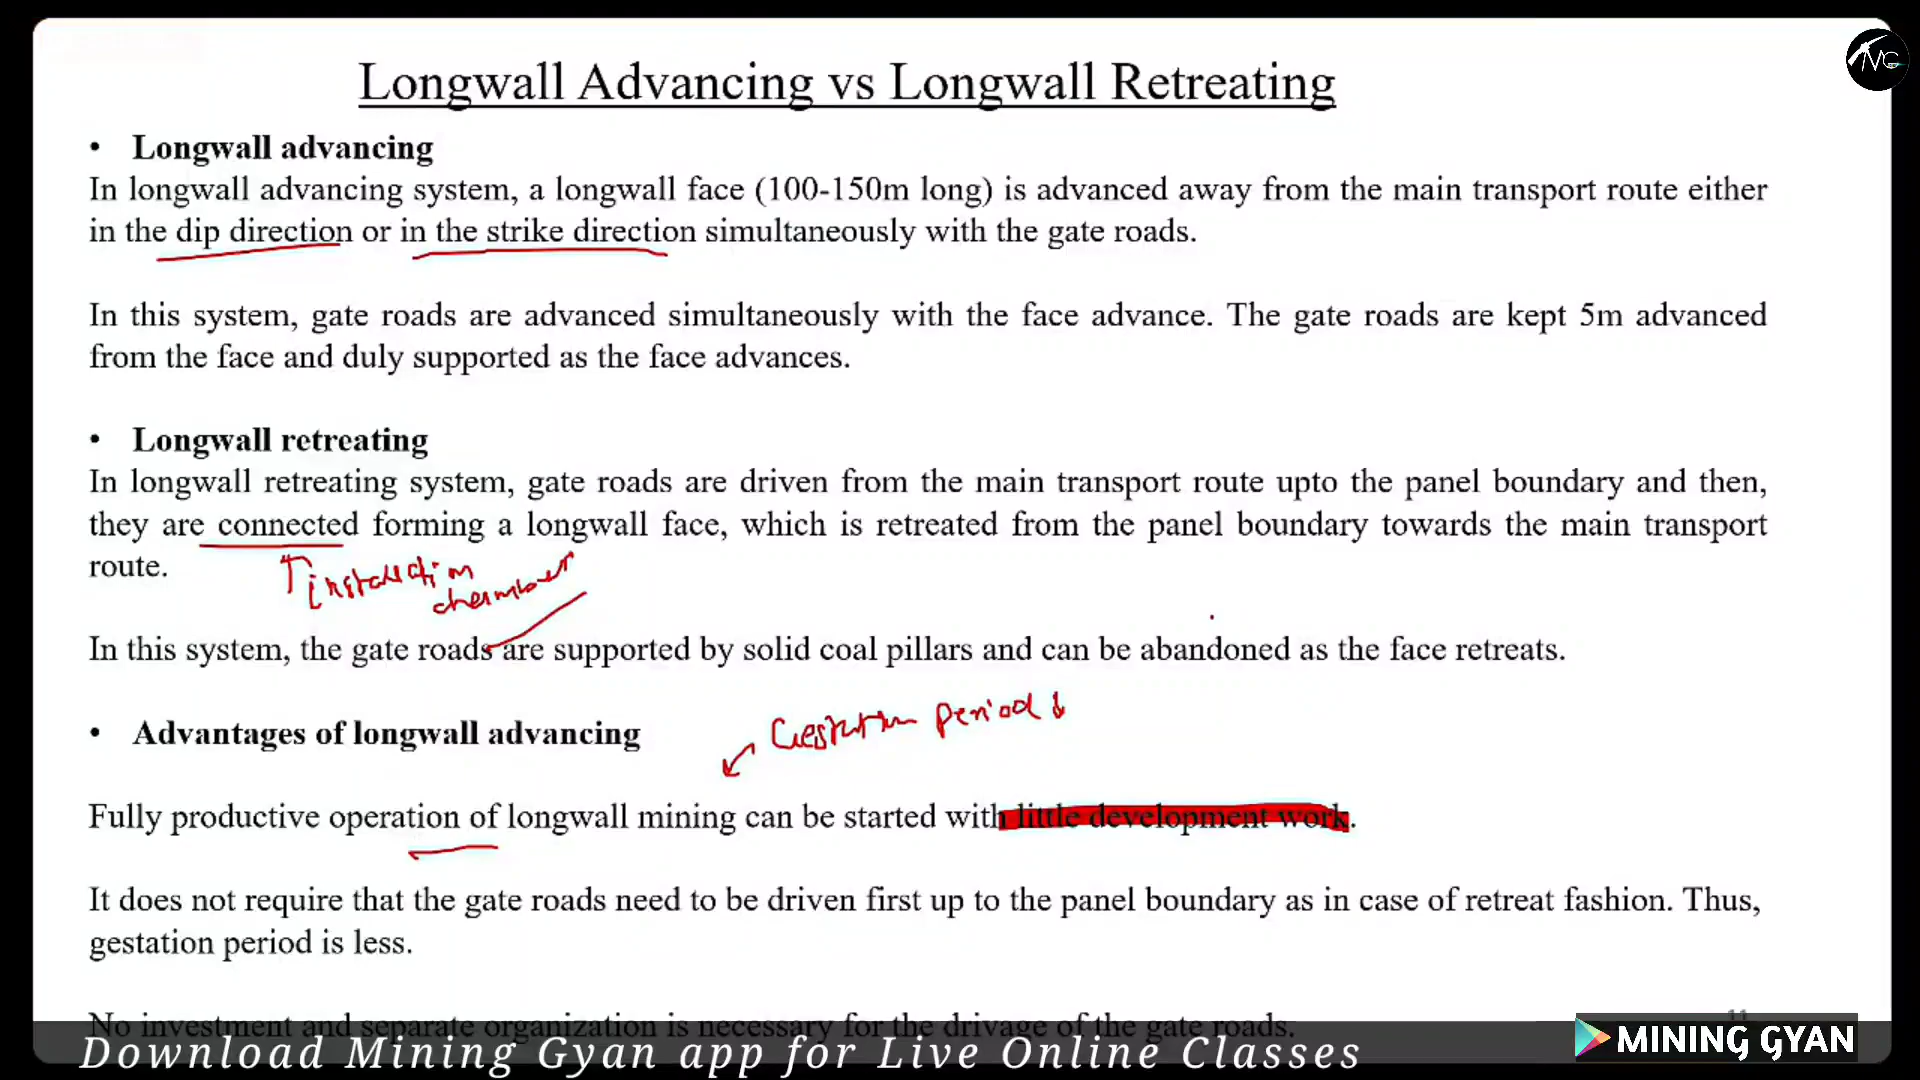 Longwall Advancing vs Longwall Retreating
NG
• Longwall advancing
In longwall advancing system, a longwall face (100-150m long) is advanced away from the main transport route either
in the dip direction or in the strike direction simultaneously with the gate roads.
In this system, gate roads are advanced simultaneously with the face advance. The gate roads are kept 5m advanced
from the face and duly supported as the face advances.
• Longwall retreating
In longwall retreating system, gate roads are driven from the main transport route upto the panel boundary and then,
they are connected forming a longwall face, which is retreated from the panel boundary towards the main transport
route.
installation
chamber
In this system, the gate roads are supported by solid coal pillars and can be abandoned as the face retreats.
Gestation period ↓
• Advantages of longwall advancing
Fully productive operation of longwall mining can be started with little development work.
It does not require that the gate roads need to be driven first up to the panel boundary as in case of retreat fashion. Thus,
gestation period is less.
No investment and separate organization is necessary for the drivage of the gate roads.
11
Download Mining Gyan app for Live Online Classes
MINING GYAN